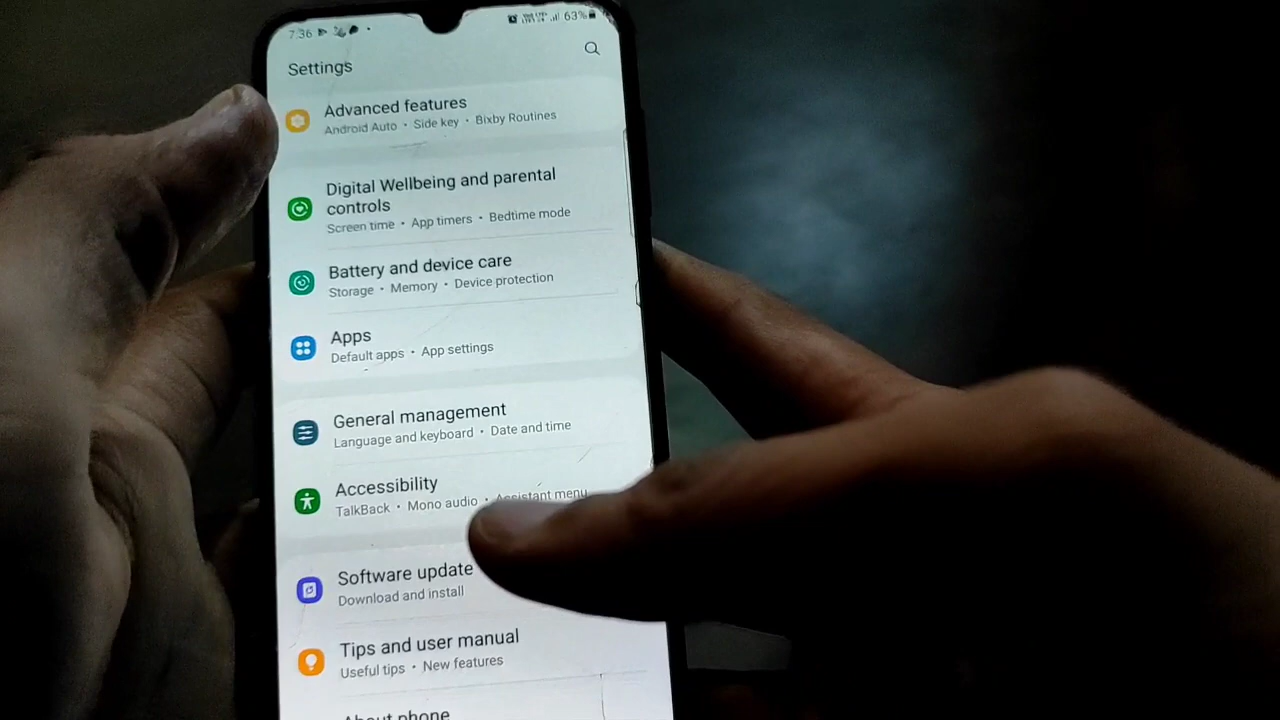 7:36 63%
Settings
Advanced features
Android Auto • Side key • Bixby Routines
Digital Wellbeing and parental
controls
Screen time • App timers • Bedtime mode
Battery and device care
Storage • Memory • Device protection
Apps
Default apps • App settings
General management
Language and keyboard • Date and time
Accessibility
TalkBack • Mono audio • Assistant menu
Software update
Download and install
Tips and user manual
Useful tips • New features
About phone